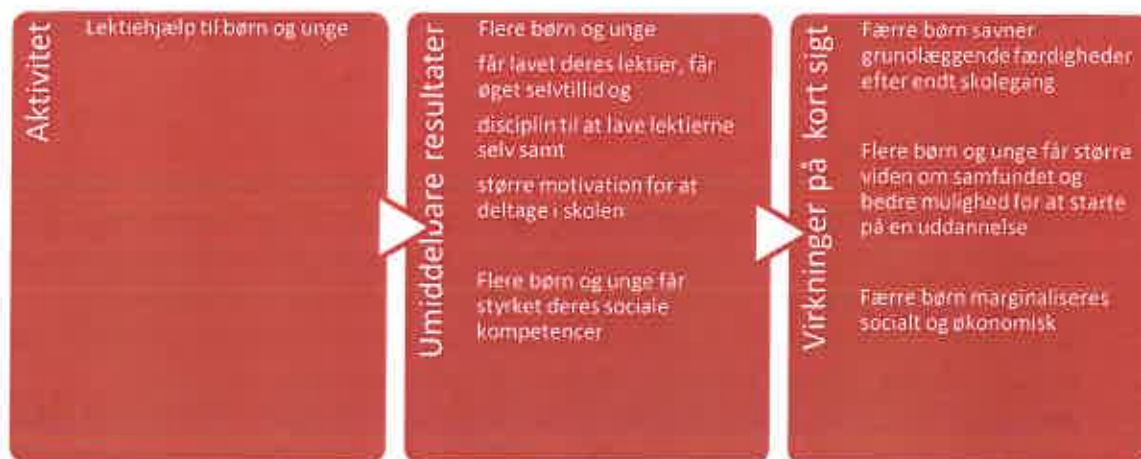 Aktivitet
Lektiehjælp til børn og unge
Umiddelbare resultater
Flere børn og unge
får lavet deres lektier, får
øget selvtillid og
disciplin til at lave lektierne
selv samt
større motivation for at
deltage i skolen
Flere børn og unge får
styrket deres sociale
kompetencer
Virkninger på kort sigt
Færre børn savner
grundlæggende færdigheder
efter endt skolegang
Flere børn og unge får større
viden om samfundet og
bedre mulighed for at starte
på en uddannelse
Færre børn marginaliseres
socialt og økonomisk